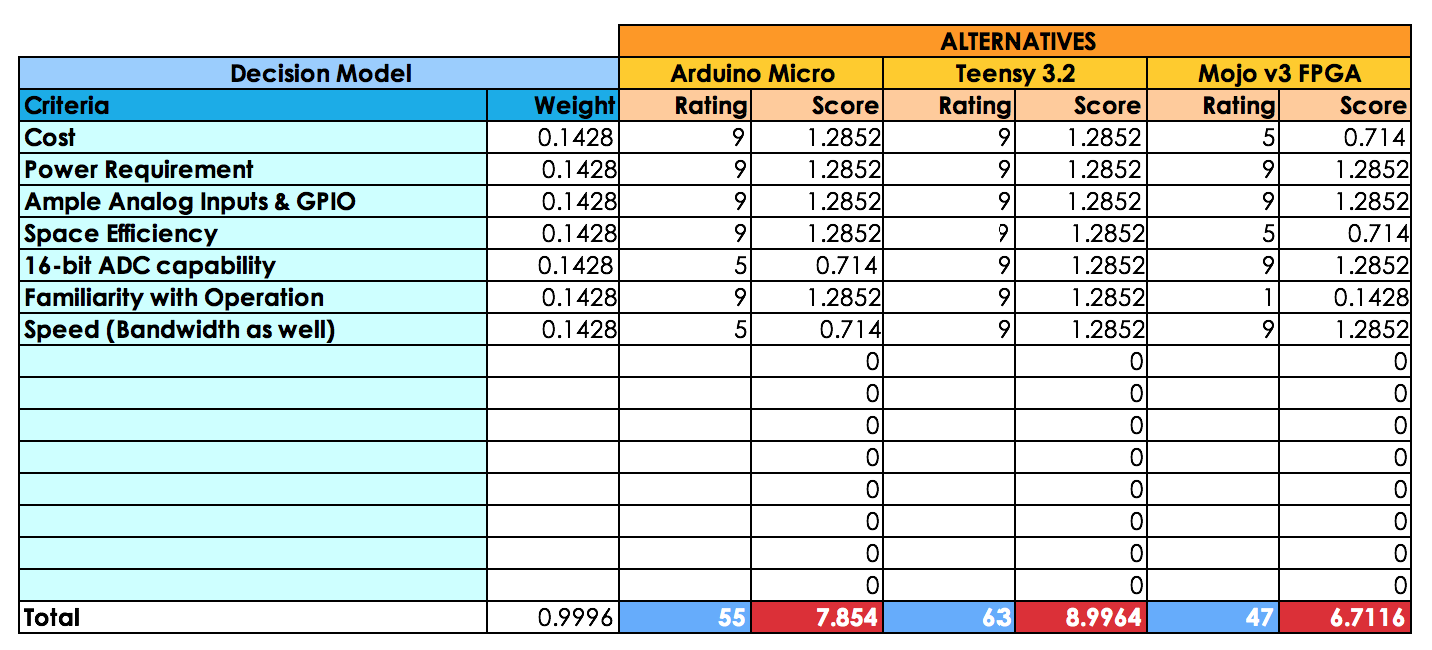 ALTERNATIVES
Decision Model Arduino Micro Teensy 3.2 Mojo v3 FPGA
Criteria Weight Rating Score Rating Score Rating Score
Cost 0.1428 9 1.2852 9 1.2852 5 0.714
Power Requirement 0.1428 9 1.2852 9 1.2852 9 1.2852
Ample Analog Inputs & GPIO 0.1428 9 1.2852 9 1.2852 9 1.2852
Space Efficiency 0.1428 9 1.2852 9 1.2852 5 0.714
16-bit ADC capability 0.1428 5 0.714 9 1.2852 9 1.2852
Familiarity with Operation 0.1428 9 1.2852 9 1.2852 1 0.1428
Speed (Bandwidth as well) 0.1428 5 0.714 9 1.2852 9 1.2852
0 0 0
0 0 0
0 0 0
0 0 0
0 0 0
0 0 0
0 0 0
0 0 0
Total 0.9996 55 7.854 63 8.9964 47 6.7116